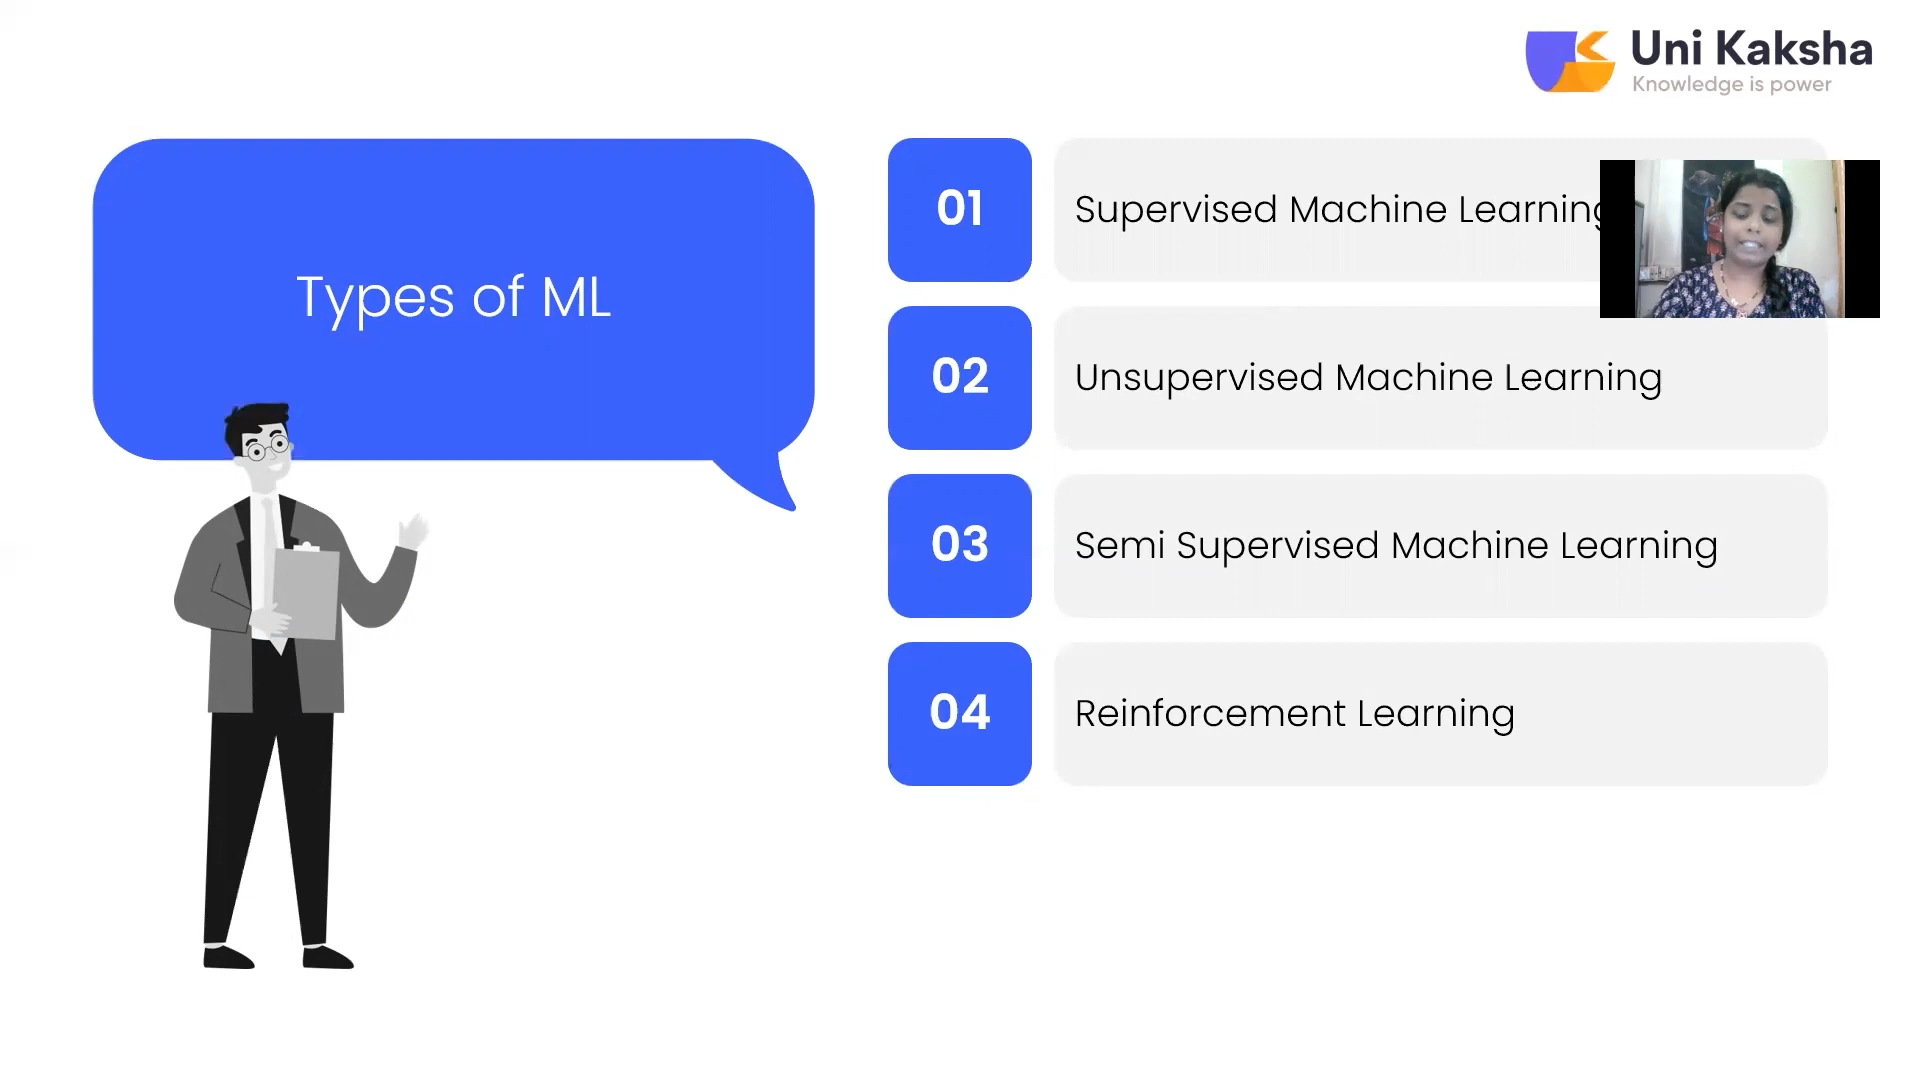 Uni Kaksha
Knowledge is power
Types of ML
01
Supervised Machine Learning
02
Unsupervised Machine Learning
03
Semi Supervised Machine Learning
04
Reinforcement Learning